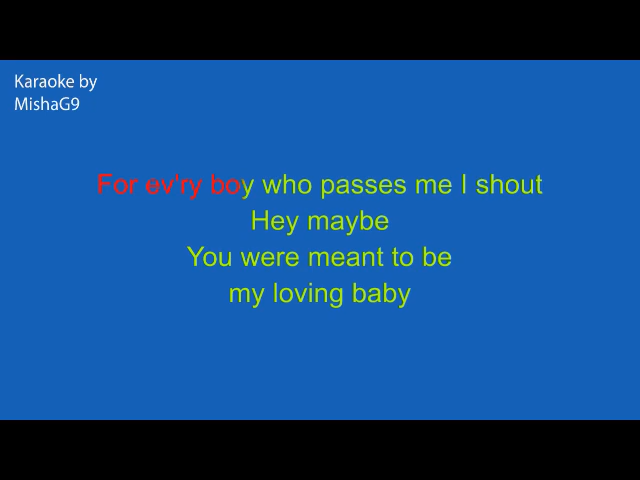 Karaoke by
MishaG9
For ev'ry boy who passes me I shout
Hey maybe
You were meant to be
my loving baby